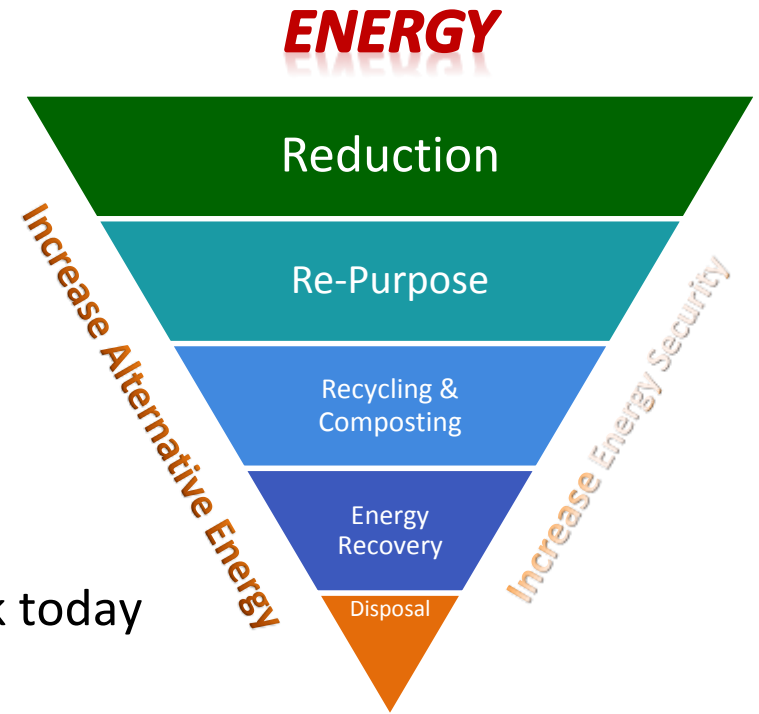 ENERGY
Reduction
Re-Purpose
Recycling &
Composting
Energy
Recovery
Disposal
Increase Alternative Energy
Increase Energy Security
today